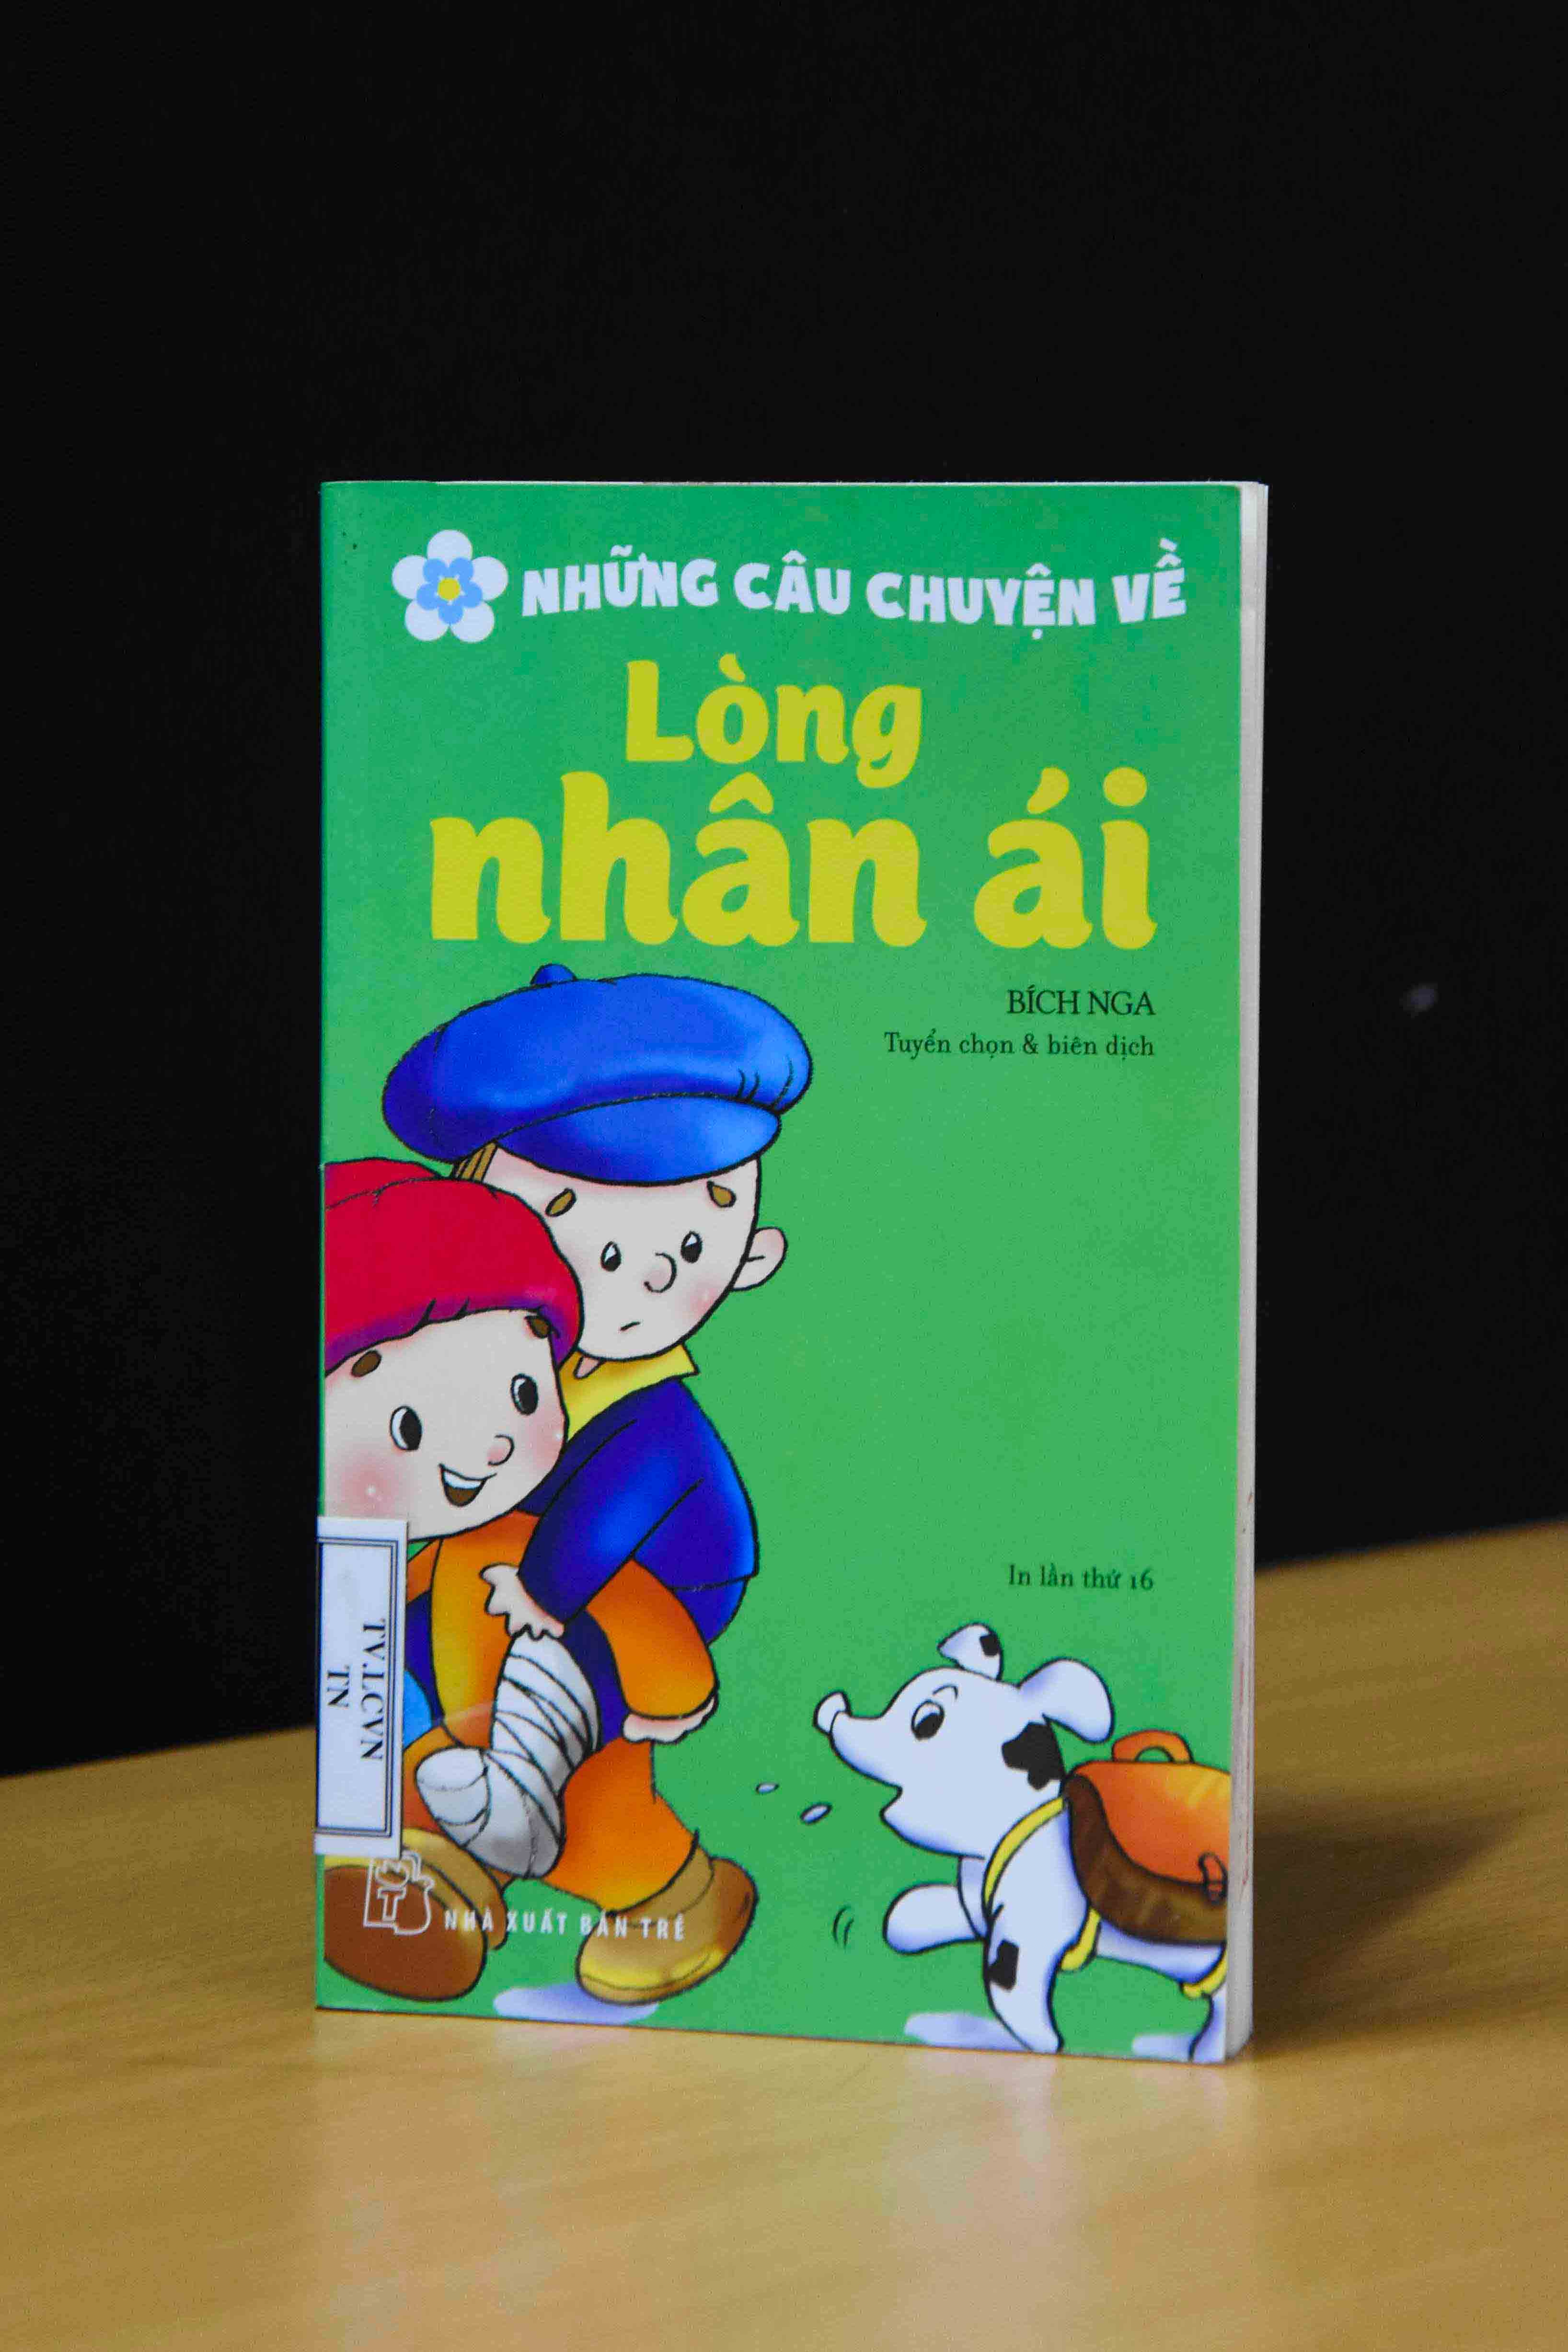 NHỮNG CÂU CHUYỆN VỀ
Lòng
nhân ái
BÍCH NGA
Tuyển chọn & biên dịch
In lần thứ 16
TV.LCVN
TN
NHÀ XUẤT BẢN TRẺ